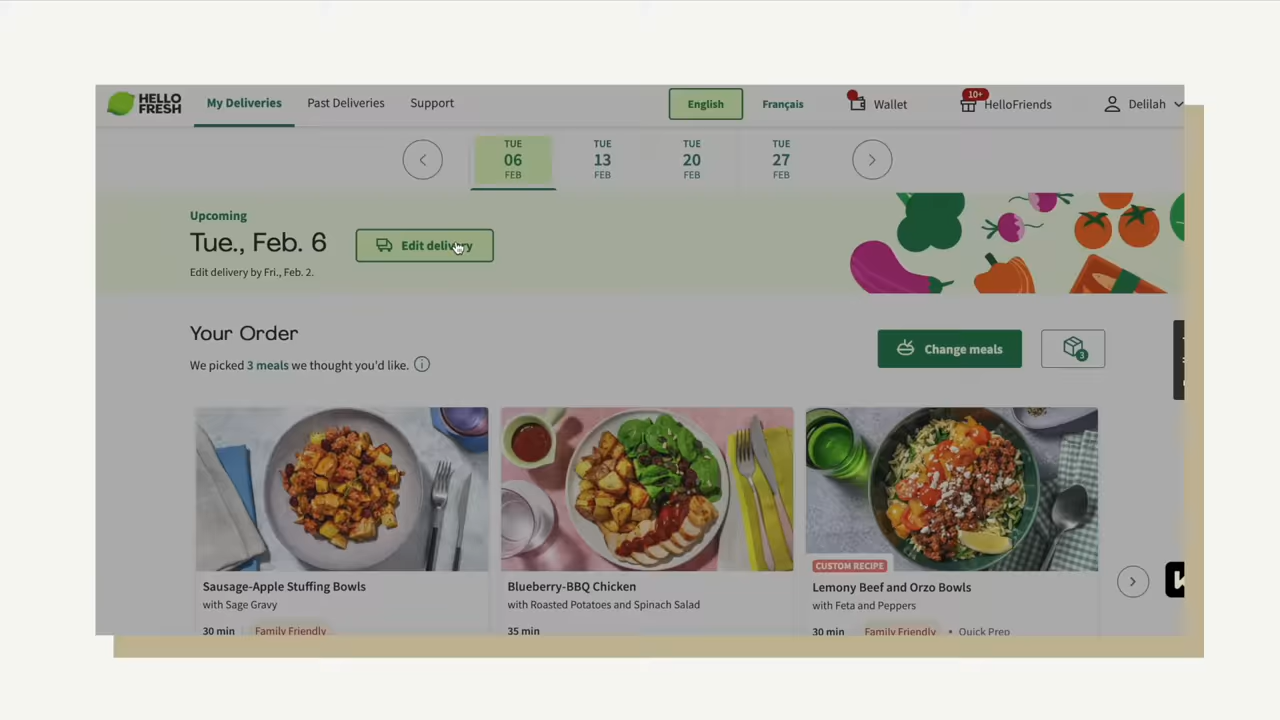 HELLO
FRESH
My Deliveries
Past Deliveries
Support
English
Français
Wallet
10+
HelloFriends
Delilah
TUE
06
FEB
TUE
13
FEB
TUE
20
FEB
TUE
27
FEB
Upcoming
Tue., Feb. 6
Edit delivery
Edit delivery by Fri., Feb. 2.
Your Order
We picked 3 meals we thought you'd like.
Change meals
3
Sausage-Apple Stuffing Bowls
with Sage Gravy
30 min
Family Friendly
Blueberry-BBQ Chicken
with Roasted Potatoes and Spinach Salad
35 min
CUSTOM RECIPE
Lemony Beef and Orzo Bowls
with Feta and Peppers
30 min
Family Friendly • Quick Prep